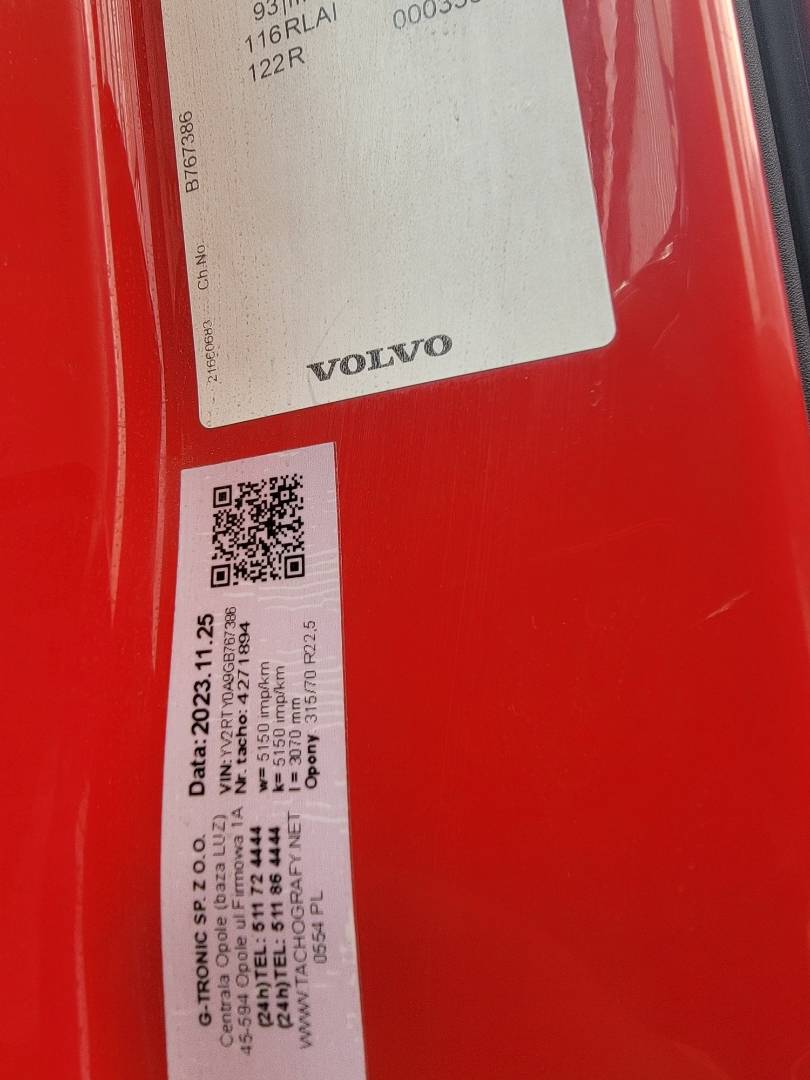 116RLAI
122R
21660683 Ch.No. B767386
VOLVO
G-TRONIC SP. Z O.O.
Centrala Opole (baza LUZ)
45-594 Opole ul Firmowa 1A
(24h)TEL: 511 72 4444
(24h)TEL: 511 86 4444
WWW.TACHOGRAFY.NET
0554 PL
Data: 2023.11.25
VIN: YV2RTY0A9GB767386
Nr. tacho: 4271894
w= 5150 imp/km
k= 5150 imp/km
l = 3070 mm
Opony 315/70 R22,5